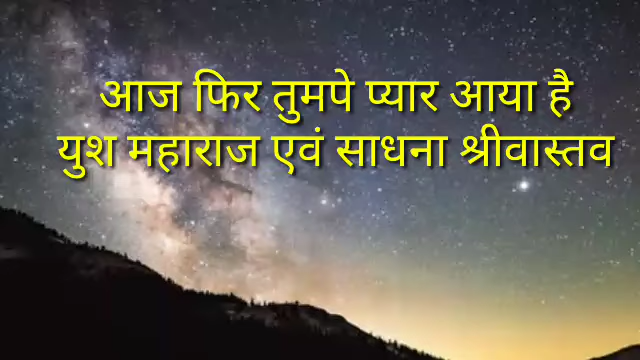 आज फिर तुमपे प्यार आया है
युश महाराज एवं साधना श्रीवास्तव